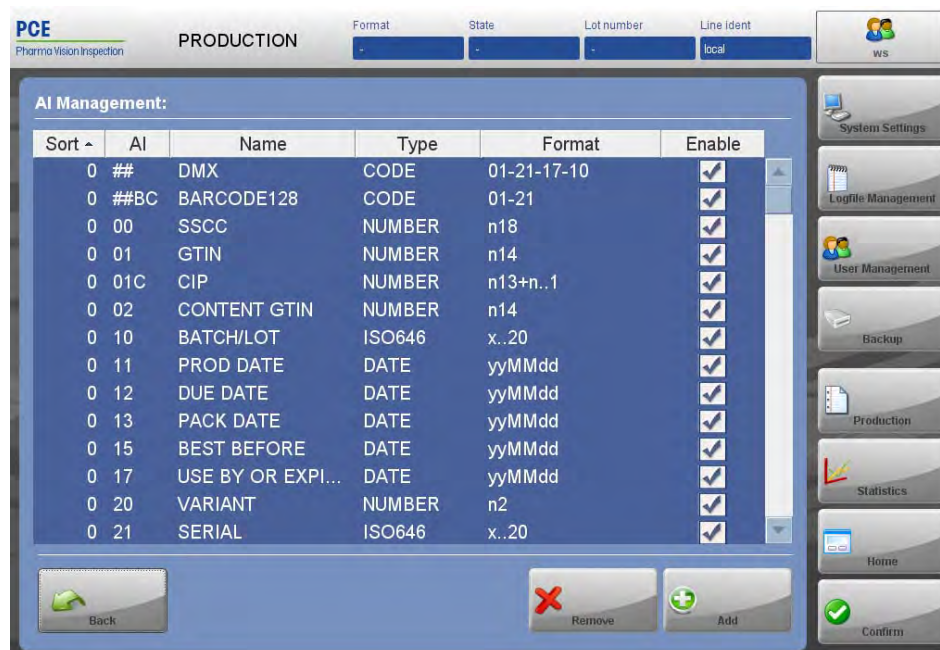 PCE
Pharma Vision Inspection
PRODUCTION
Format State Lot number Line ident
- - - local
ws
AI Management:
Sort AI Name Type Format Enable
0 ## DMX CODE 01-21-17-10
0 ##BC BARCODE128 CODE 01-21
0 00 SSCC NUMBER n18
0 01 GTIN NUMBER n14
0 01C CIP NUMBER n13+n..1
0 02 CONTENT GTIN NUMBER n14
0 10 BATCH/LOT ISO646 x..20
0 11 PROD DATE DATE yyMMdd
0 12 DUE DATE DATE yyMMdd
0 13 PACK DATE DATE yyMMdd
0 15 BEST BEFORE DATE yyMMdd
0 17 USE BY OR EXPI... DATE yyMMdd
0 20 VARIANT NUMBER n2
0 21 SERIAL ISO646 x..20
Back
Remove
Add
System Settings
Logfile Management
User Management
Backup
Production
Statistics
Home
Confirm